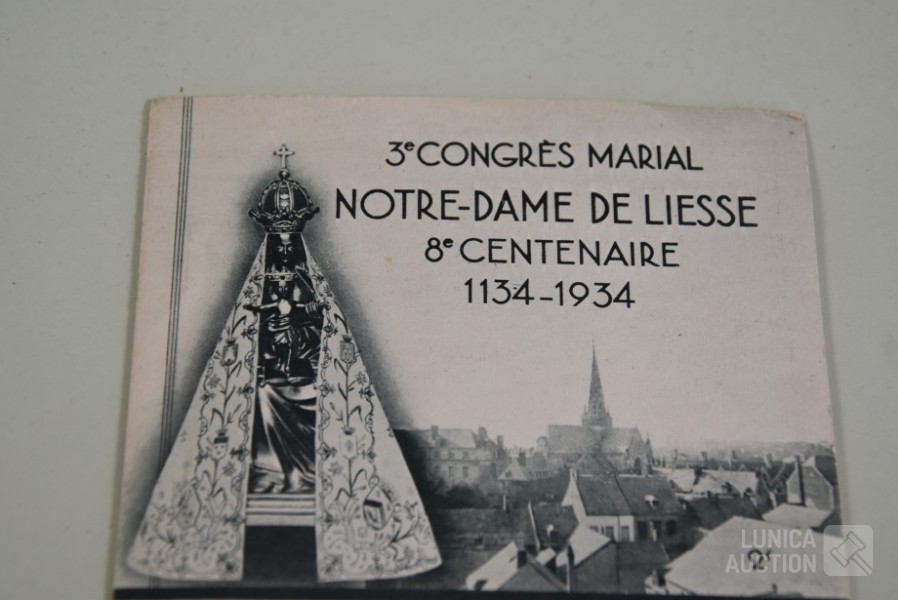 3e CONGRÈS MARIAL
NOTRE-DAME DE LIESSE
8e CENTENAIRE
1134-1934
LUNICA
AUCTION